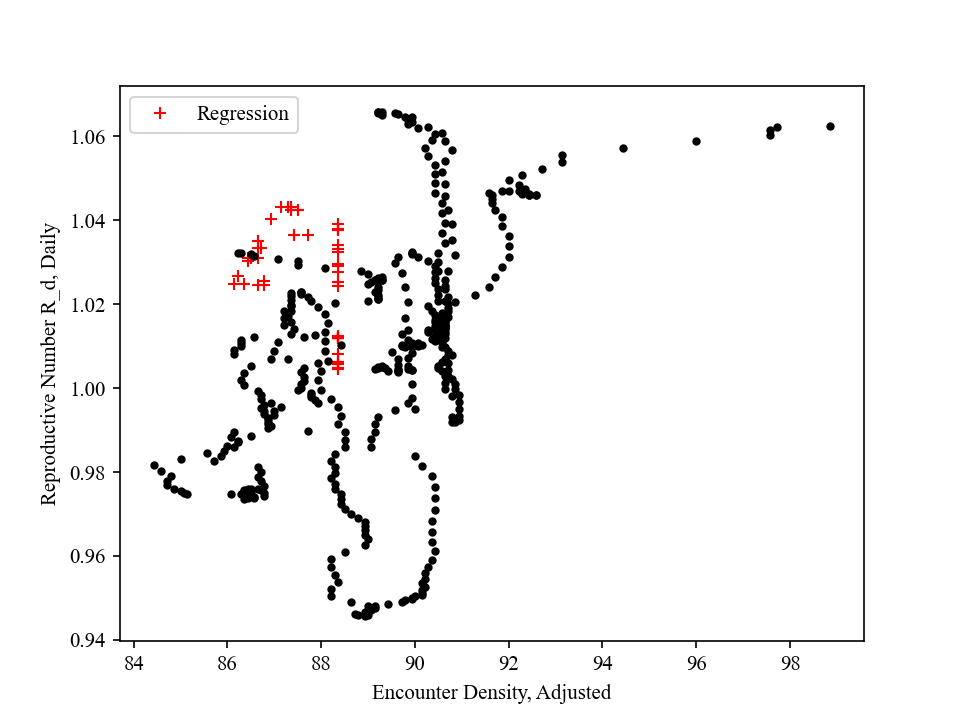 Regression
1.06
1.04
1.02
1.00
0.98
0.96
0.94
Reproductive Number R_d, Daily
84 86 88 90 92 94 96 98
Encounter Density, Adjusted